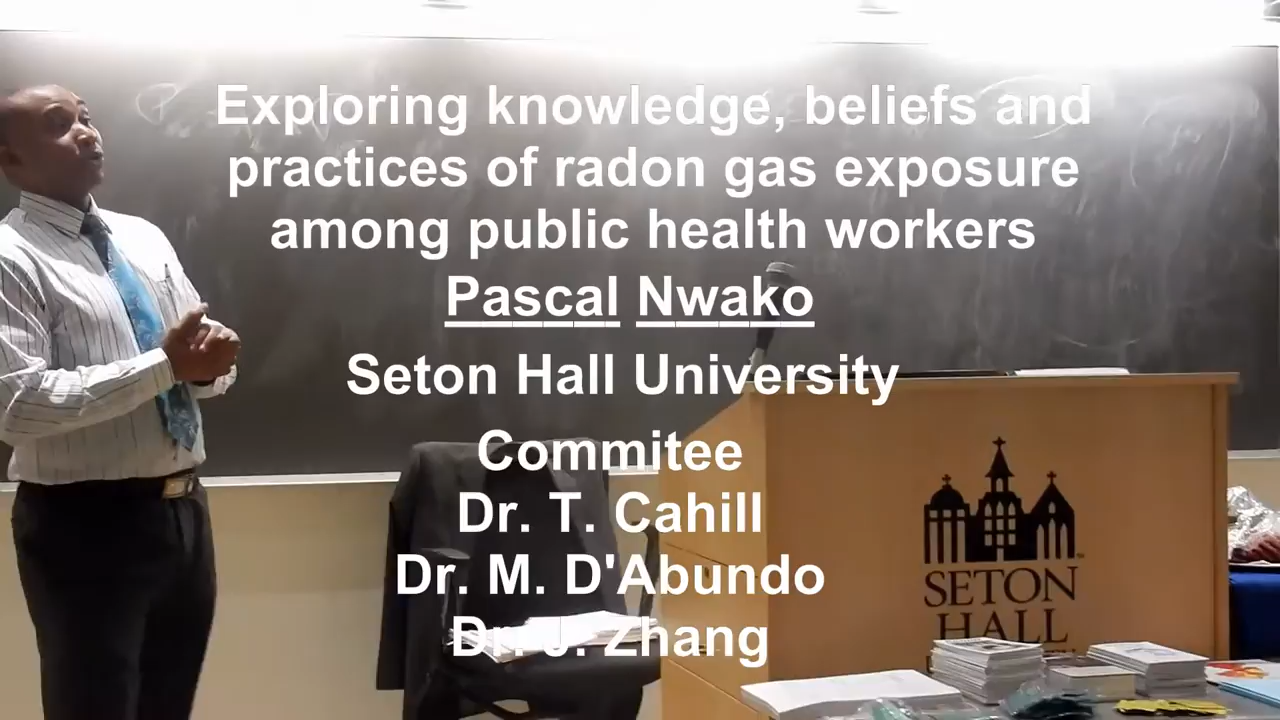 Exploring knowledge, beliefs and
practices of radon gas exposure
among public health workers
Pascal Nwako
Seton Hall University
Commitee
Dr. T. Cahill
Dr. M. D'Abundo
Dr. J. Zhang
SETON
HALL